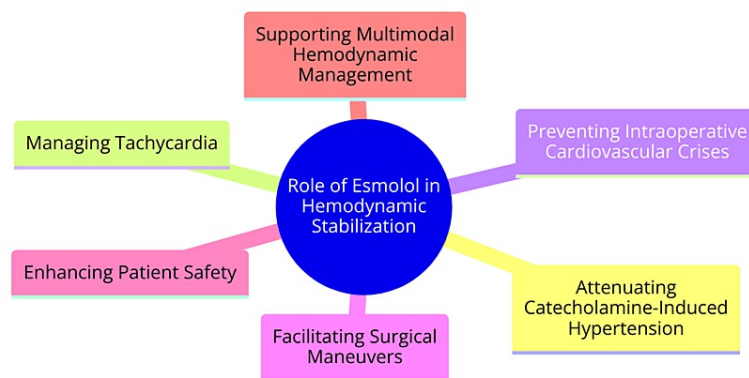 Supporting Multimodal
Hemodynamic
Management
Managing Tachycardia
Preventing Intraoperative
Cardiovascular Crises
Role of Esmolol in
Hemodynamic
Stabilization
Enhancing Patient Safety
Attenuating
Catecholamine-Induced
Hypertension
Facilitating Surgical
Maneuvers